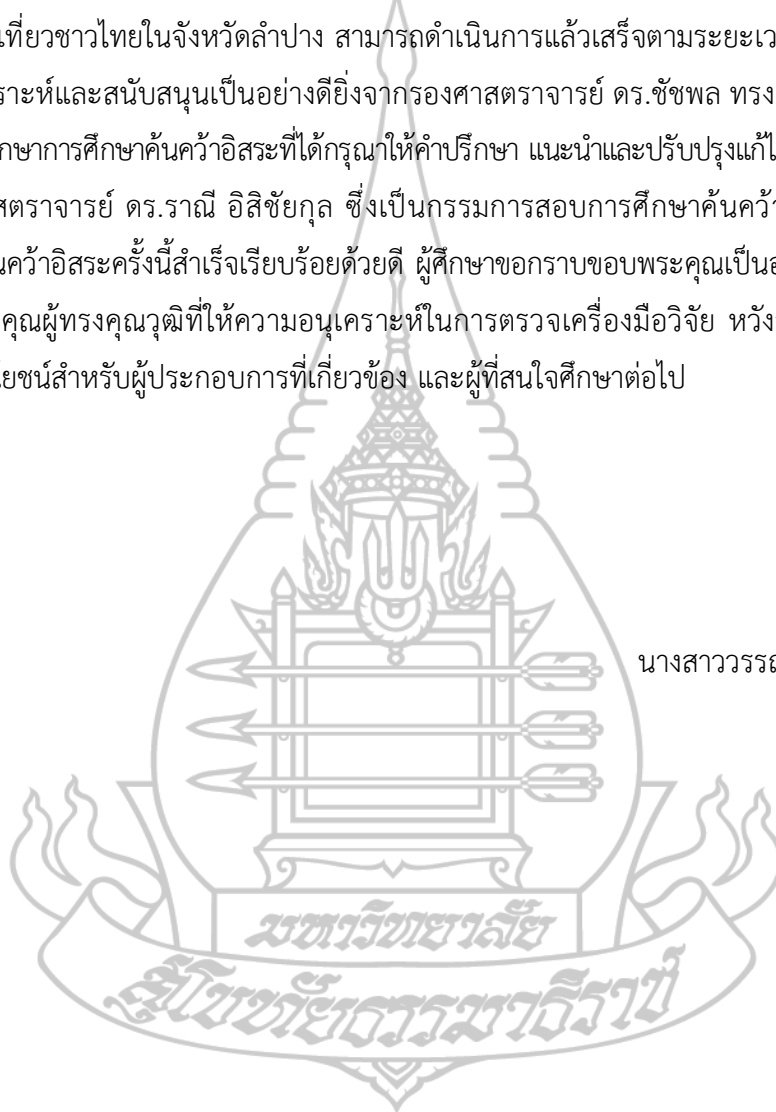 เที่ยวชาวไทยในจังหวัดลำปาง สามารถดำเนินการแล้วเสร็จตามระยะเว
ราะห์และสนับสนุนเป็นอย่างดียิ่งจากรองศาสตราจารย์ ดร.ชัชพล ทรง
กษาการศึกษาค้นคว้าอิสระที่ได้กรุณาให้คำปรึกษา แนะนำและปรับปรุงแก้ไ
สตราจารย์ ดร.ราณี อิสิชัยกุล ซึ่งเป็นกรรมการสอบการศึกษาค้นคว้า
นคว้าอิสระครั้งนี้สำเร็จเรียบร้อยด้วยดี ผู้ศึกษาขอกราบขอบพระคุณเป็นอ
คุณผู้ทรงคุณวุฒิที่ให้ความอนุเคราะห์ในการตรวจเครื่องมือวิจัย หวัง
โยชน์สำหรับผู้ประกอบการที่เกี่ยวข้อง และผู้ที่สนใจศึกษาต่อไป
นางสาววรรณ
มหาวิทยาลัย
สุโขทัยธรรมาธิราช